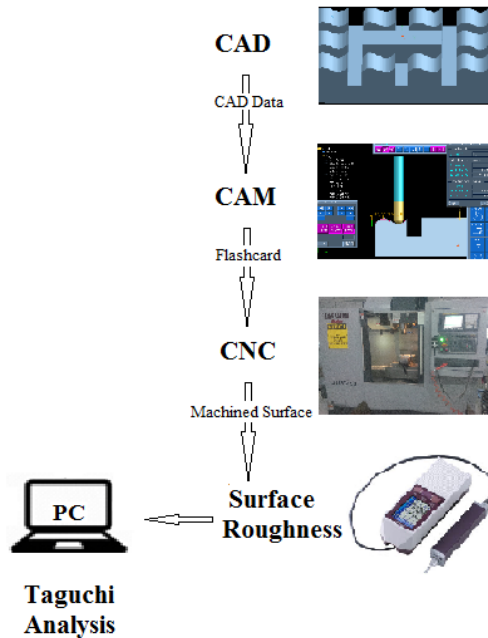 CAD
CAD Data
CAM
Flashcard
CNC
Machined Surface
Surface
Roughness
PC
Taguchi
Analysis